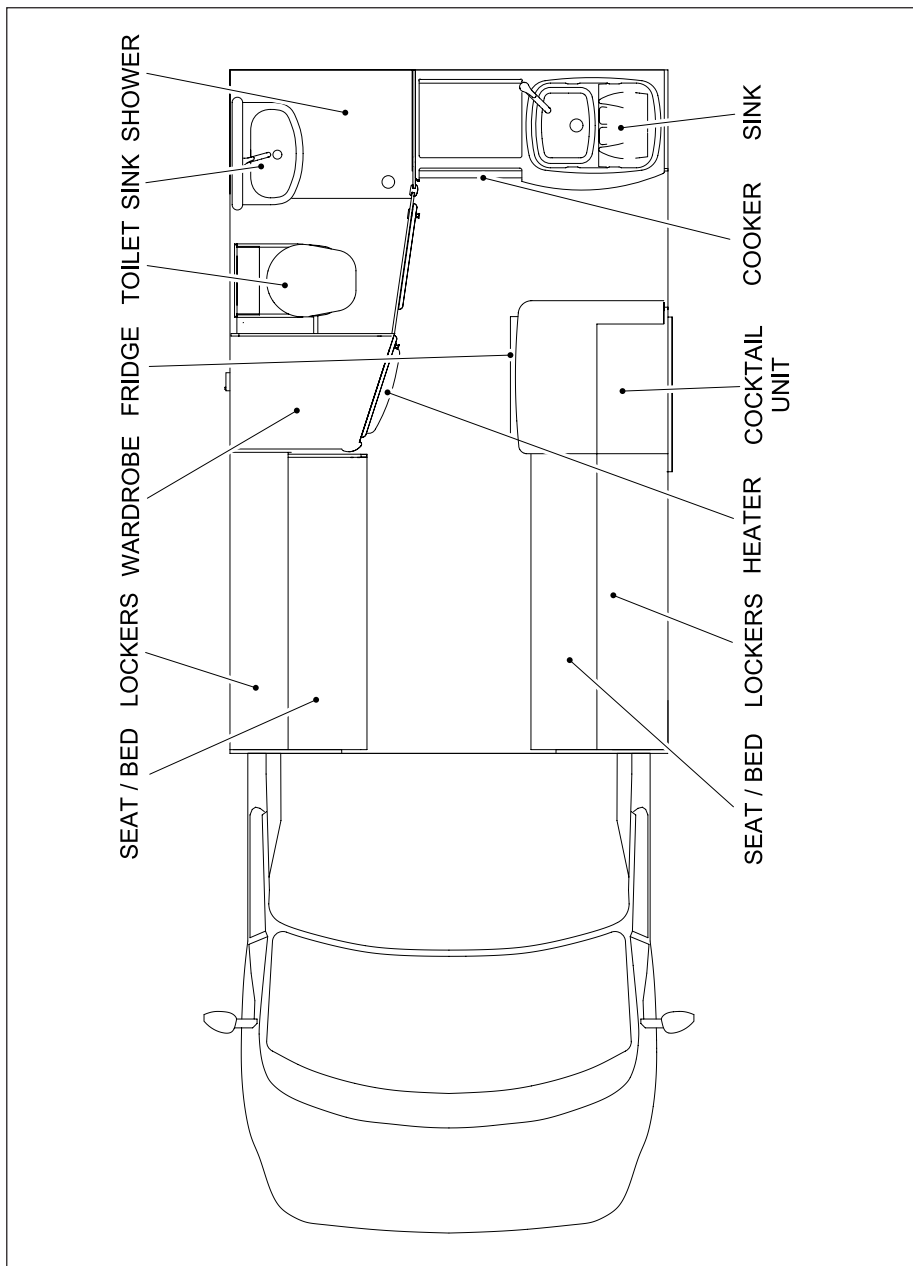 SEAT / BED
LOCKERS
WARDROBE
FRIDGE
TOILET
SINK
SHOWER
SEAT / BED
LOCKERS
HEATER
COCKTAIL
UNIT
COOKER
SINK